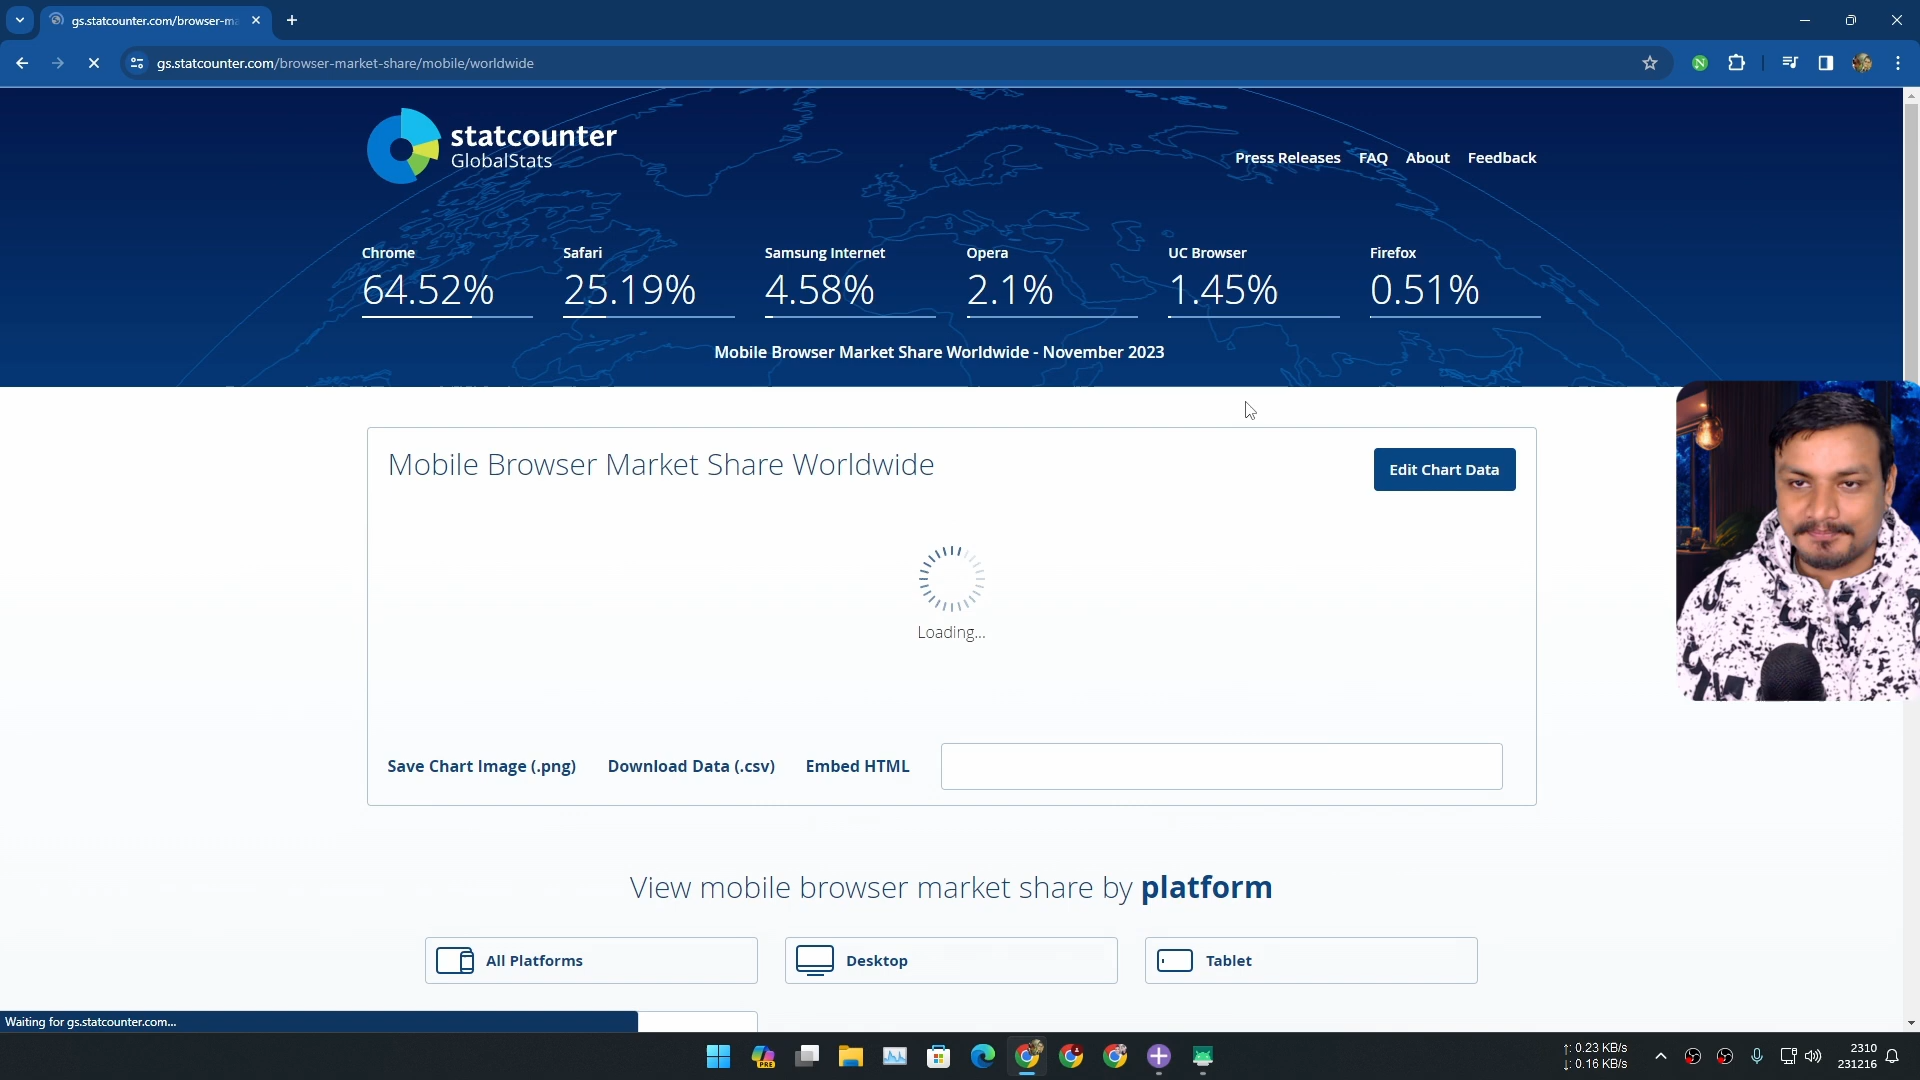 gs.statcounter.com/browser-ma
gs.statcounter.com/browser-market-share/mobile/worldwide
statcounter
GlobalStats
Press Releases FAQ About Feedback
Chrome Safari Samsung Internet Opera UC Browser Firefox
64.52% 25.19% 4.58% 2.1% 1.45% 0.51%
Mobile Browser Market Share Worldwide - November 2023
Mobile Browser Market Share Worldwide
Edit Chart Data
Loading...
Save Chart Image (.png) Download Data (.csv) Embed HTML
View mobile browser market share by platform
All Platforms Desktop Tablet
Waiting for gs.statcounter.com...
PRE
↑: 0.23 KB/s
↓: 0.16 KB/s
2310
231216